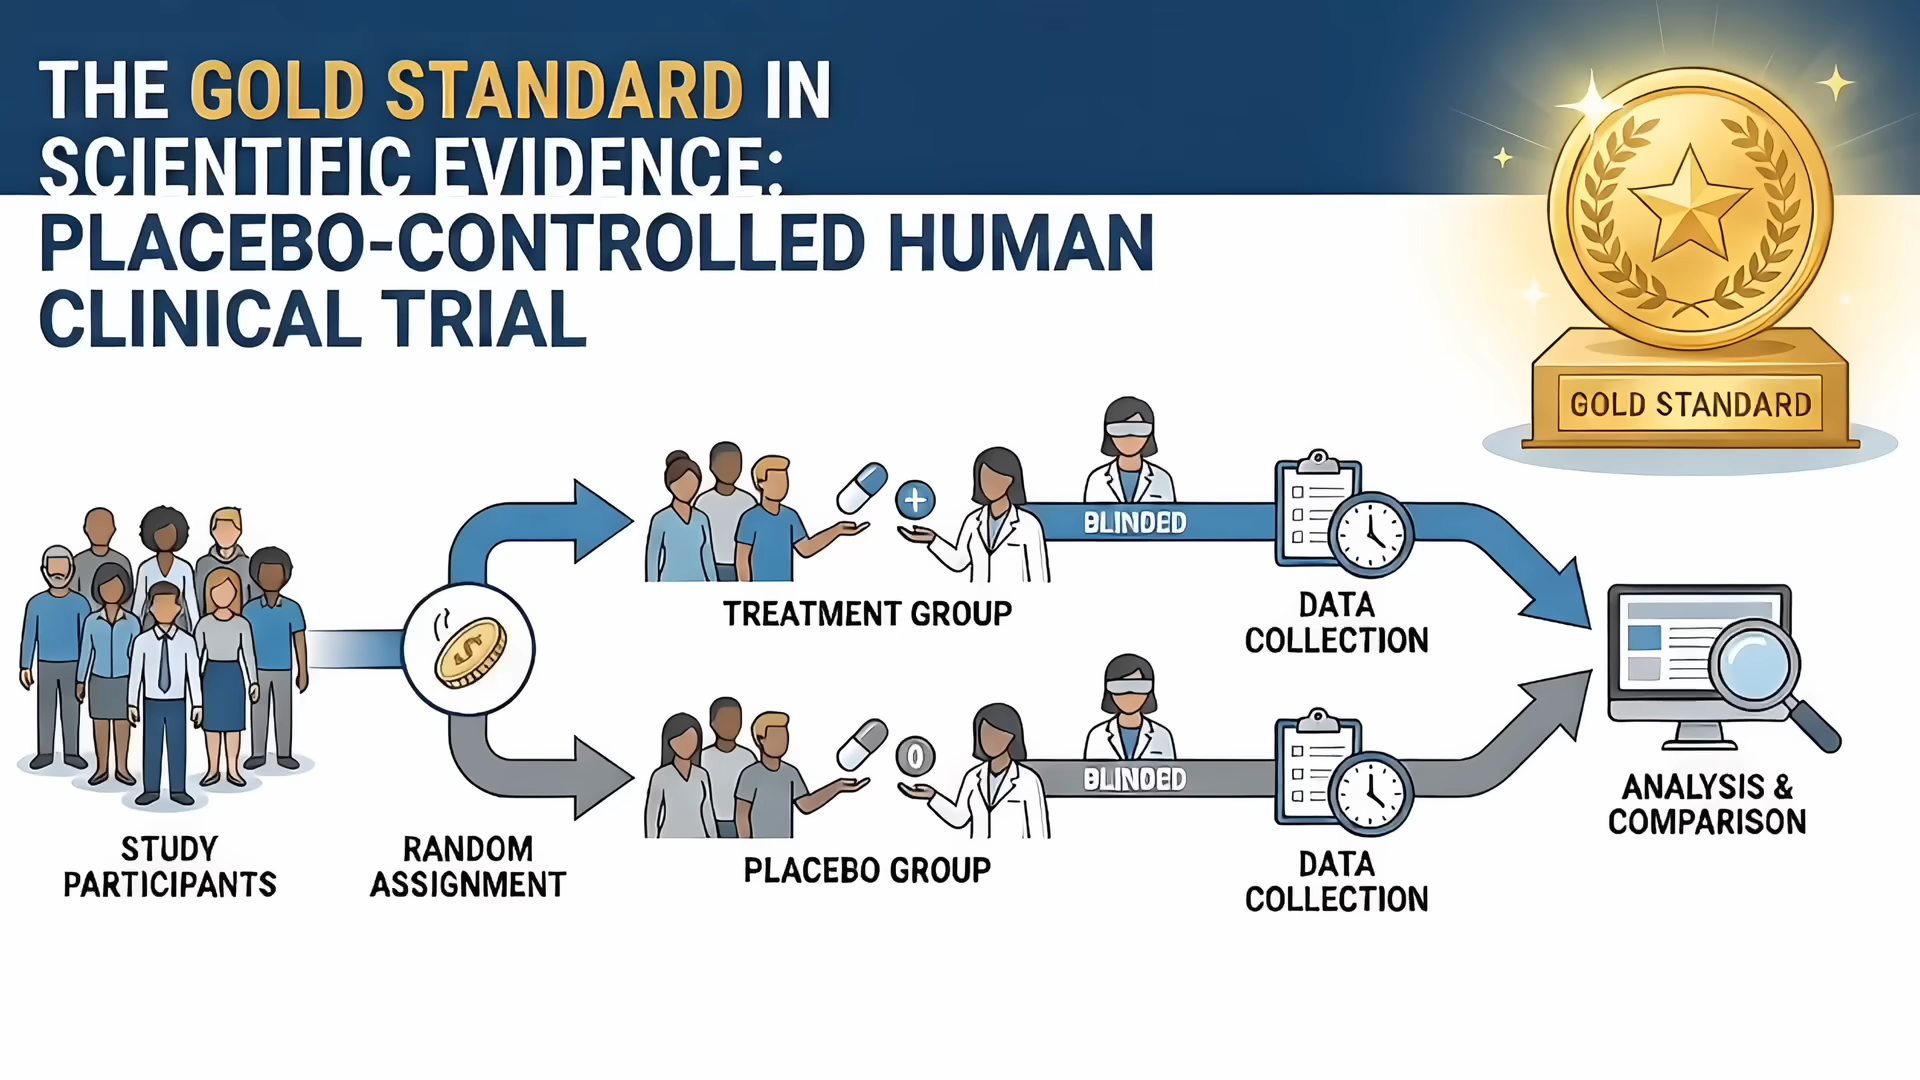 THE GOLD STANDARD IN
SCIENTIFIC EVIDENCE:
PLACEBO-CONTROLLED HUMAN
CLINICAL TRIAL
GOLD STANDARD
STUDY
PARTICIPANTS
$
RANDOM
ASSIGNMENT
+
TREATMENT GROUP
BLINDED
DATA
COLLECTION
0
PLACEBO GROUP
BLINDED
DATA
COLLECTION
ANALYSIS &
COMPARISON